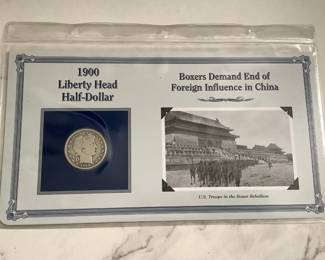 1900
Liberty Head
Half-Dollar
Boxers Demand End of
Foreign Influence in China
U.S. Troops in the Boxer Rebellion